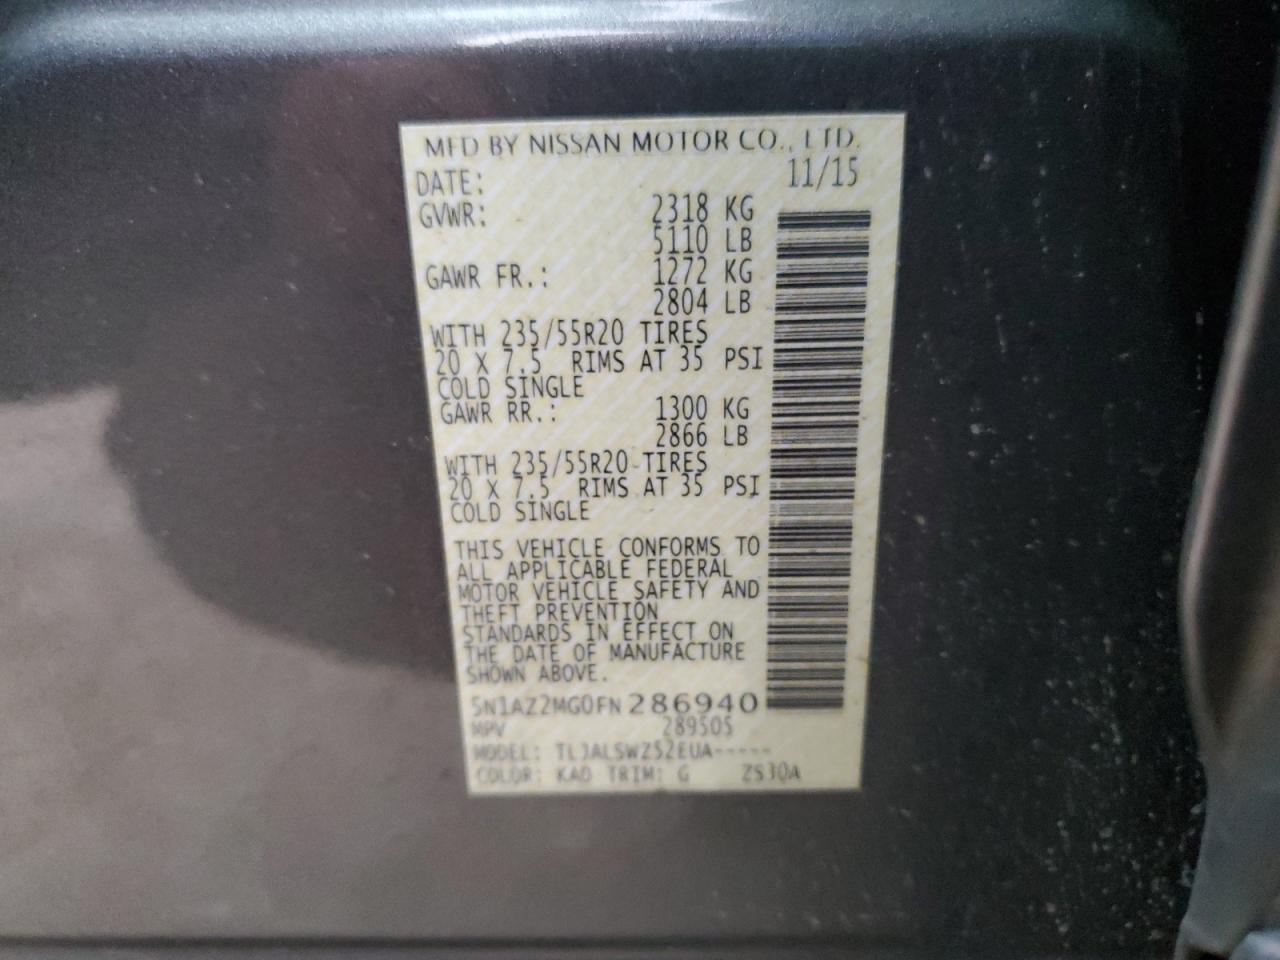 MFD BY NISSAN MOTOR CO., LTD.
DATE: 11/15
GVWR: 2318 KG
5110 LB
GAWR FR.: 1272 KG
2804 LB
WITH 235/55R20 TIRES
20 X 7.5 RIMS AT 35 PSI
COLD SINGLE
GAWR RR.: 1300 KG
2866 LB
WITH 235/55R20 TIRES
20 X 7.5 RIMS AT 35 PSI
COLD SINGLE
THIS VEHICLE CONFORMS TO
ALL APPLICABLE FEDERAL
MOTOR VEHICLE SAFETY AND
THEFT PREVENTION
STANDARDS IN EFFECT ON
THE DATE OF MANUFACTURE
SHOWN ABOVE.
5N1AZ2MG0FN286940
MPV 289505
MODEL: TLJALSWZ52EUA-----
COLOR: KAD TRIM: G Z530A